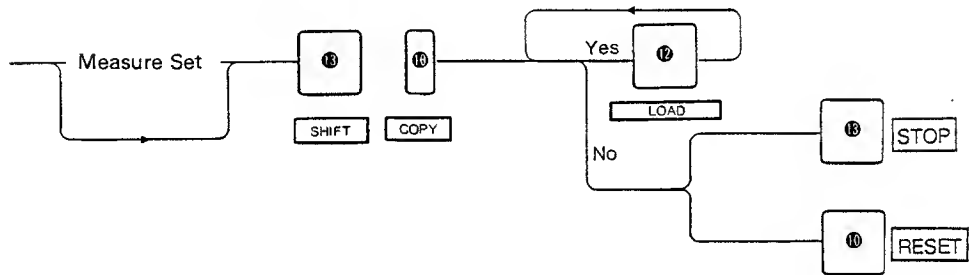 Measure Set
⓭
⓲
Yes
⓬
SHIFT
COPY
LOAD
No
⓭
STOP
❿
RESET